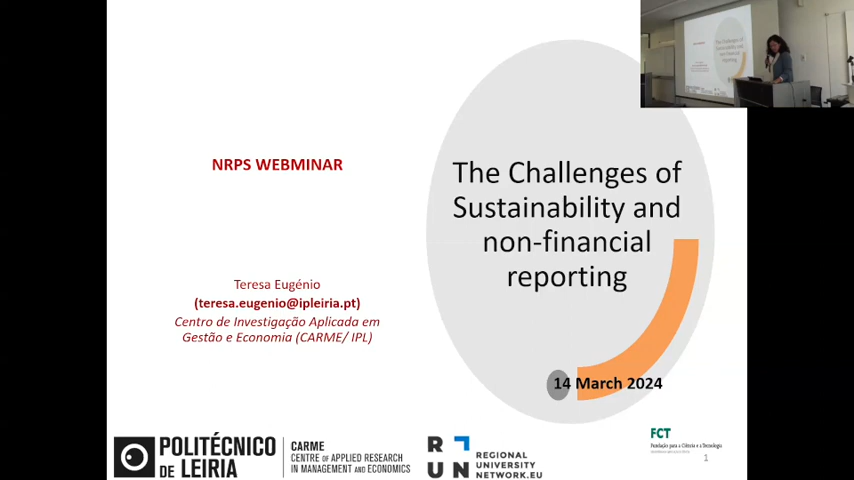 NRPS WEBMINAR
Teresa Eugénio
(teresa.eugenio@ipleiria.pt)
Centro de Investigação Aplicada em
Gestão e Economia (CARME/ IPL)
The Challenges of
Sustainability and
non-financial
reporting
14 March 2024
POLITÉCNICO
DE LEIRIA
CARME
CENTRE OF APPLIED RESEARCH
IN MANAGEMENT AND ECONOMICS
R
UN
REGIONAL
UNIVERSITY
NETWORK.EU
FCT
Fundação para a Ciência e a Tecnologia
1